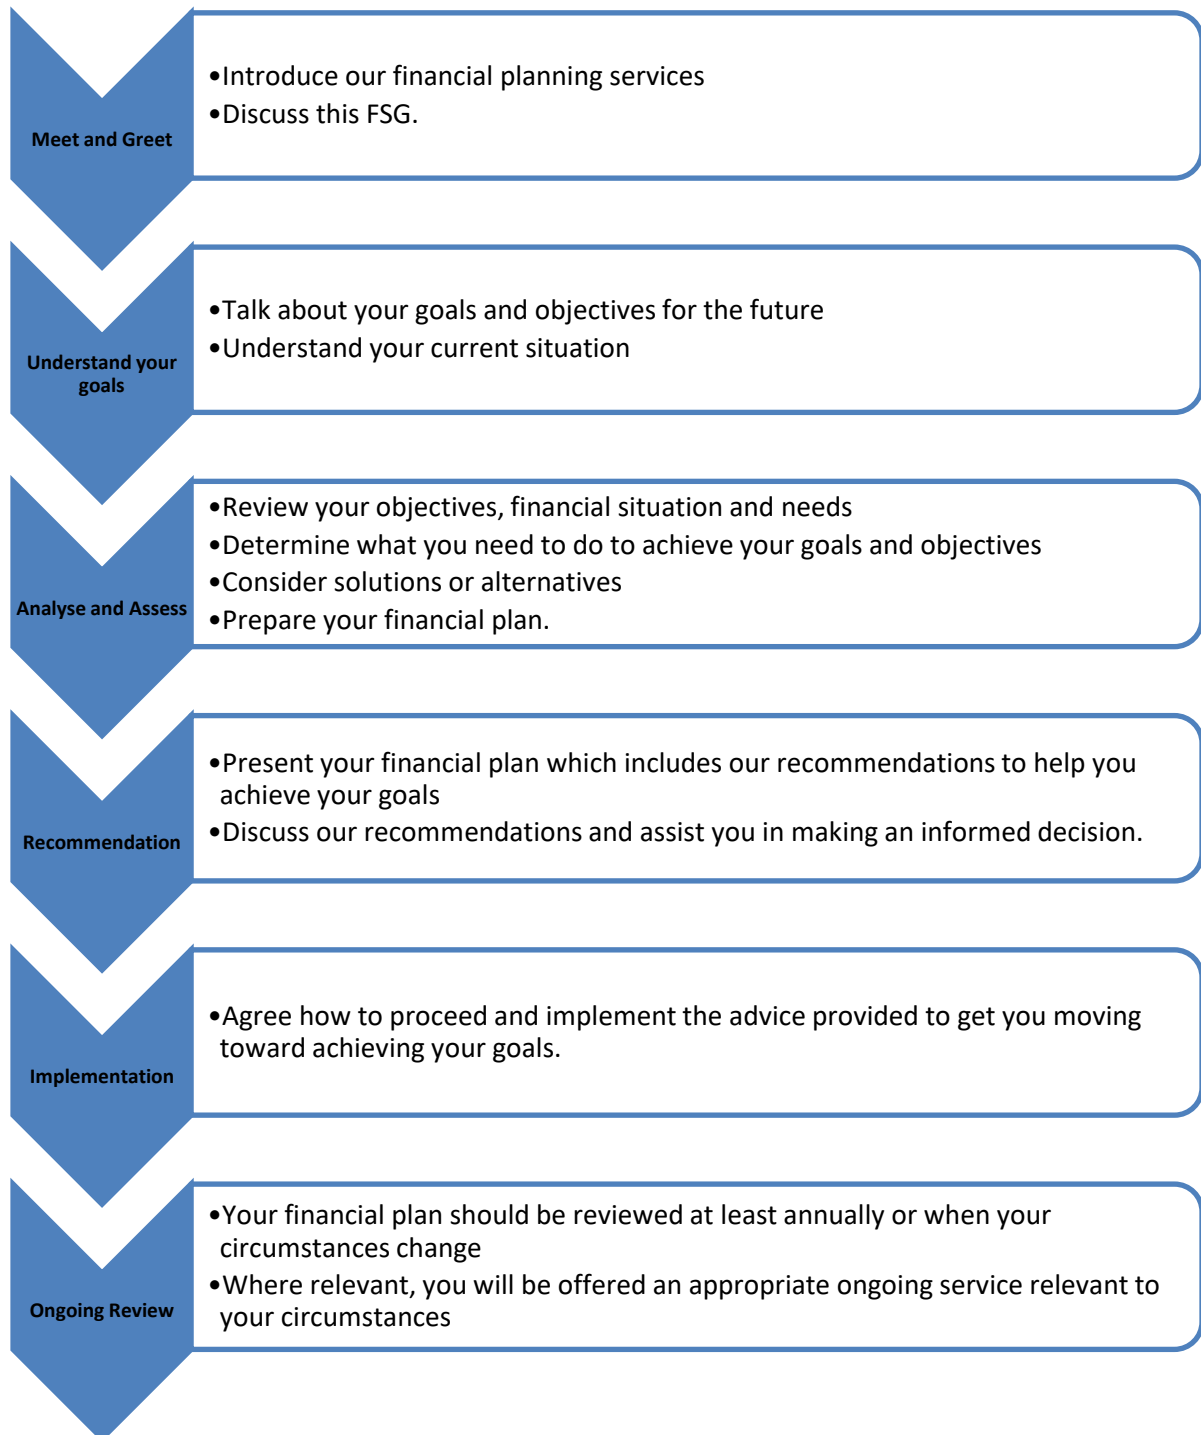 Meet and Greet
•Introduce our financial planning services
•Discuss this FSG.
Understand your
goals
•Talk about your goals and objectives for the future
•Understand your current situation
Analyse and Assess
•Review your objectives, financial situation and needs
•Determine what you need to do to achieve your goals and objectives
•Consider solutions or alternatives
•Prepare your financial plan.
Recommendation
•Present your financial plan which includes our recommendations to help you
achieve your goals
•Discuss our recommendations and assist you in making an informed decision.
Implementation
•Agree how to proceed and implement the advice provided to get you moving
toward achieving your goals.
Ongoing Review
•Your financial plan should be reviewed at least annually or when your
circumstances change
•Where relevant, you will be offered an appropriate ongoing service relevant to
your circumstances